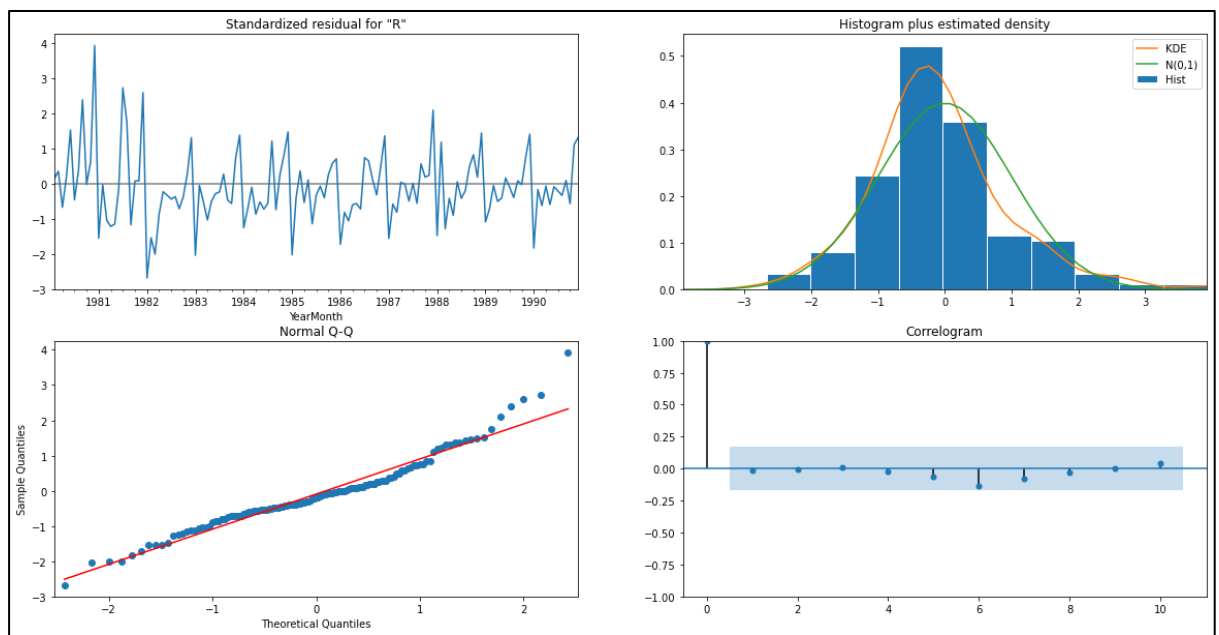 Standardized residual for "R"
4
3
2
1
0
−1
−2
−3
1981 1982 1983 1984 1985 1986 1987 1988 1989 1990
YearMonth
Histogram plus estimated density
KDE
N(0,1)
Hist
0.5
0.4
0.3
0.2
0.1
0.0
−3 −2 −1 0 1 2 3
Normal Q-Q
4
3
2
1
0
−1
−2
−3
Sample Quantiles
−2 −1 0 1 2
Theoretical Quantiles
Correlogram
1.00
0.75
0.50
0.25
0.00
−0.25
−0.50
−0.75
−1.00
0 2 4 6 8 10